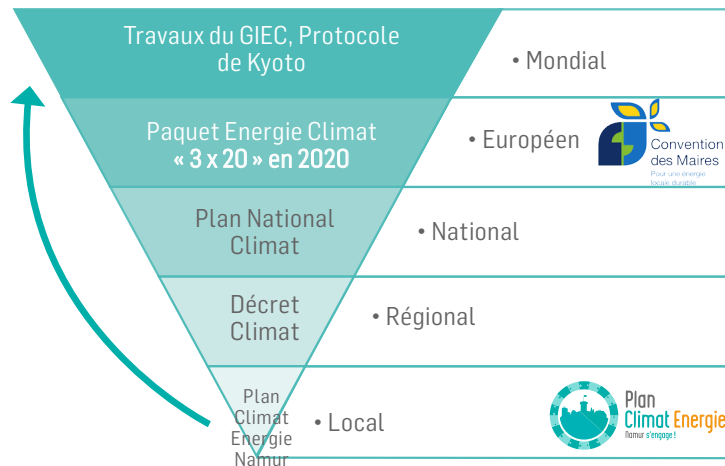 Travaux du GIEC, Protocole
de Kyoto
• Mondial
Paquet Energie Climat
« 3 x 20 » en 2020
• Européen
Convention
des Maires
Pour une énergie
locale durable
Plan National
Climat
• National
Décret
Climat
• Régional
Plan
Climat
Energie
Namur
• Local
Plan
Climat Energie
Namur s'engage !